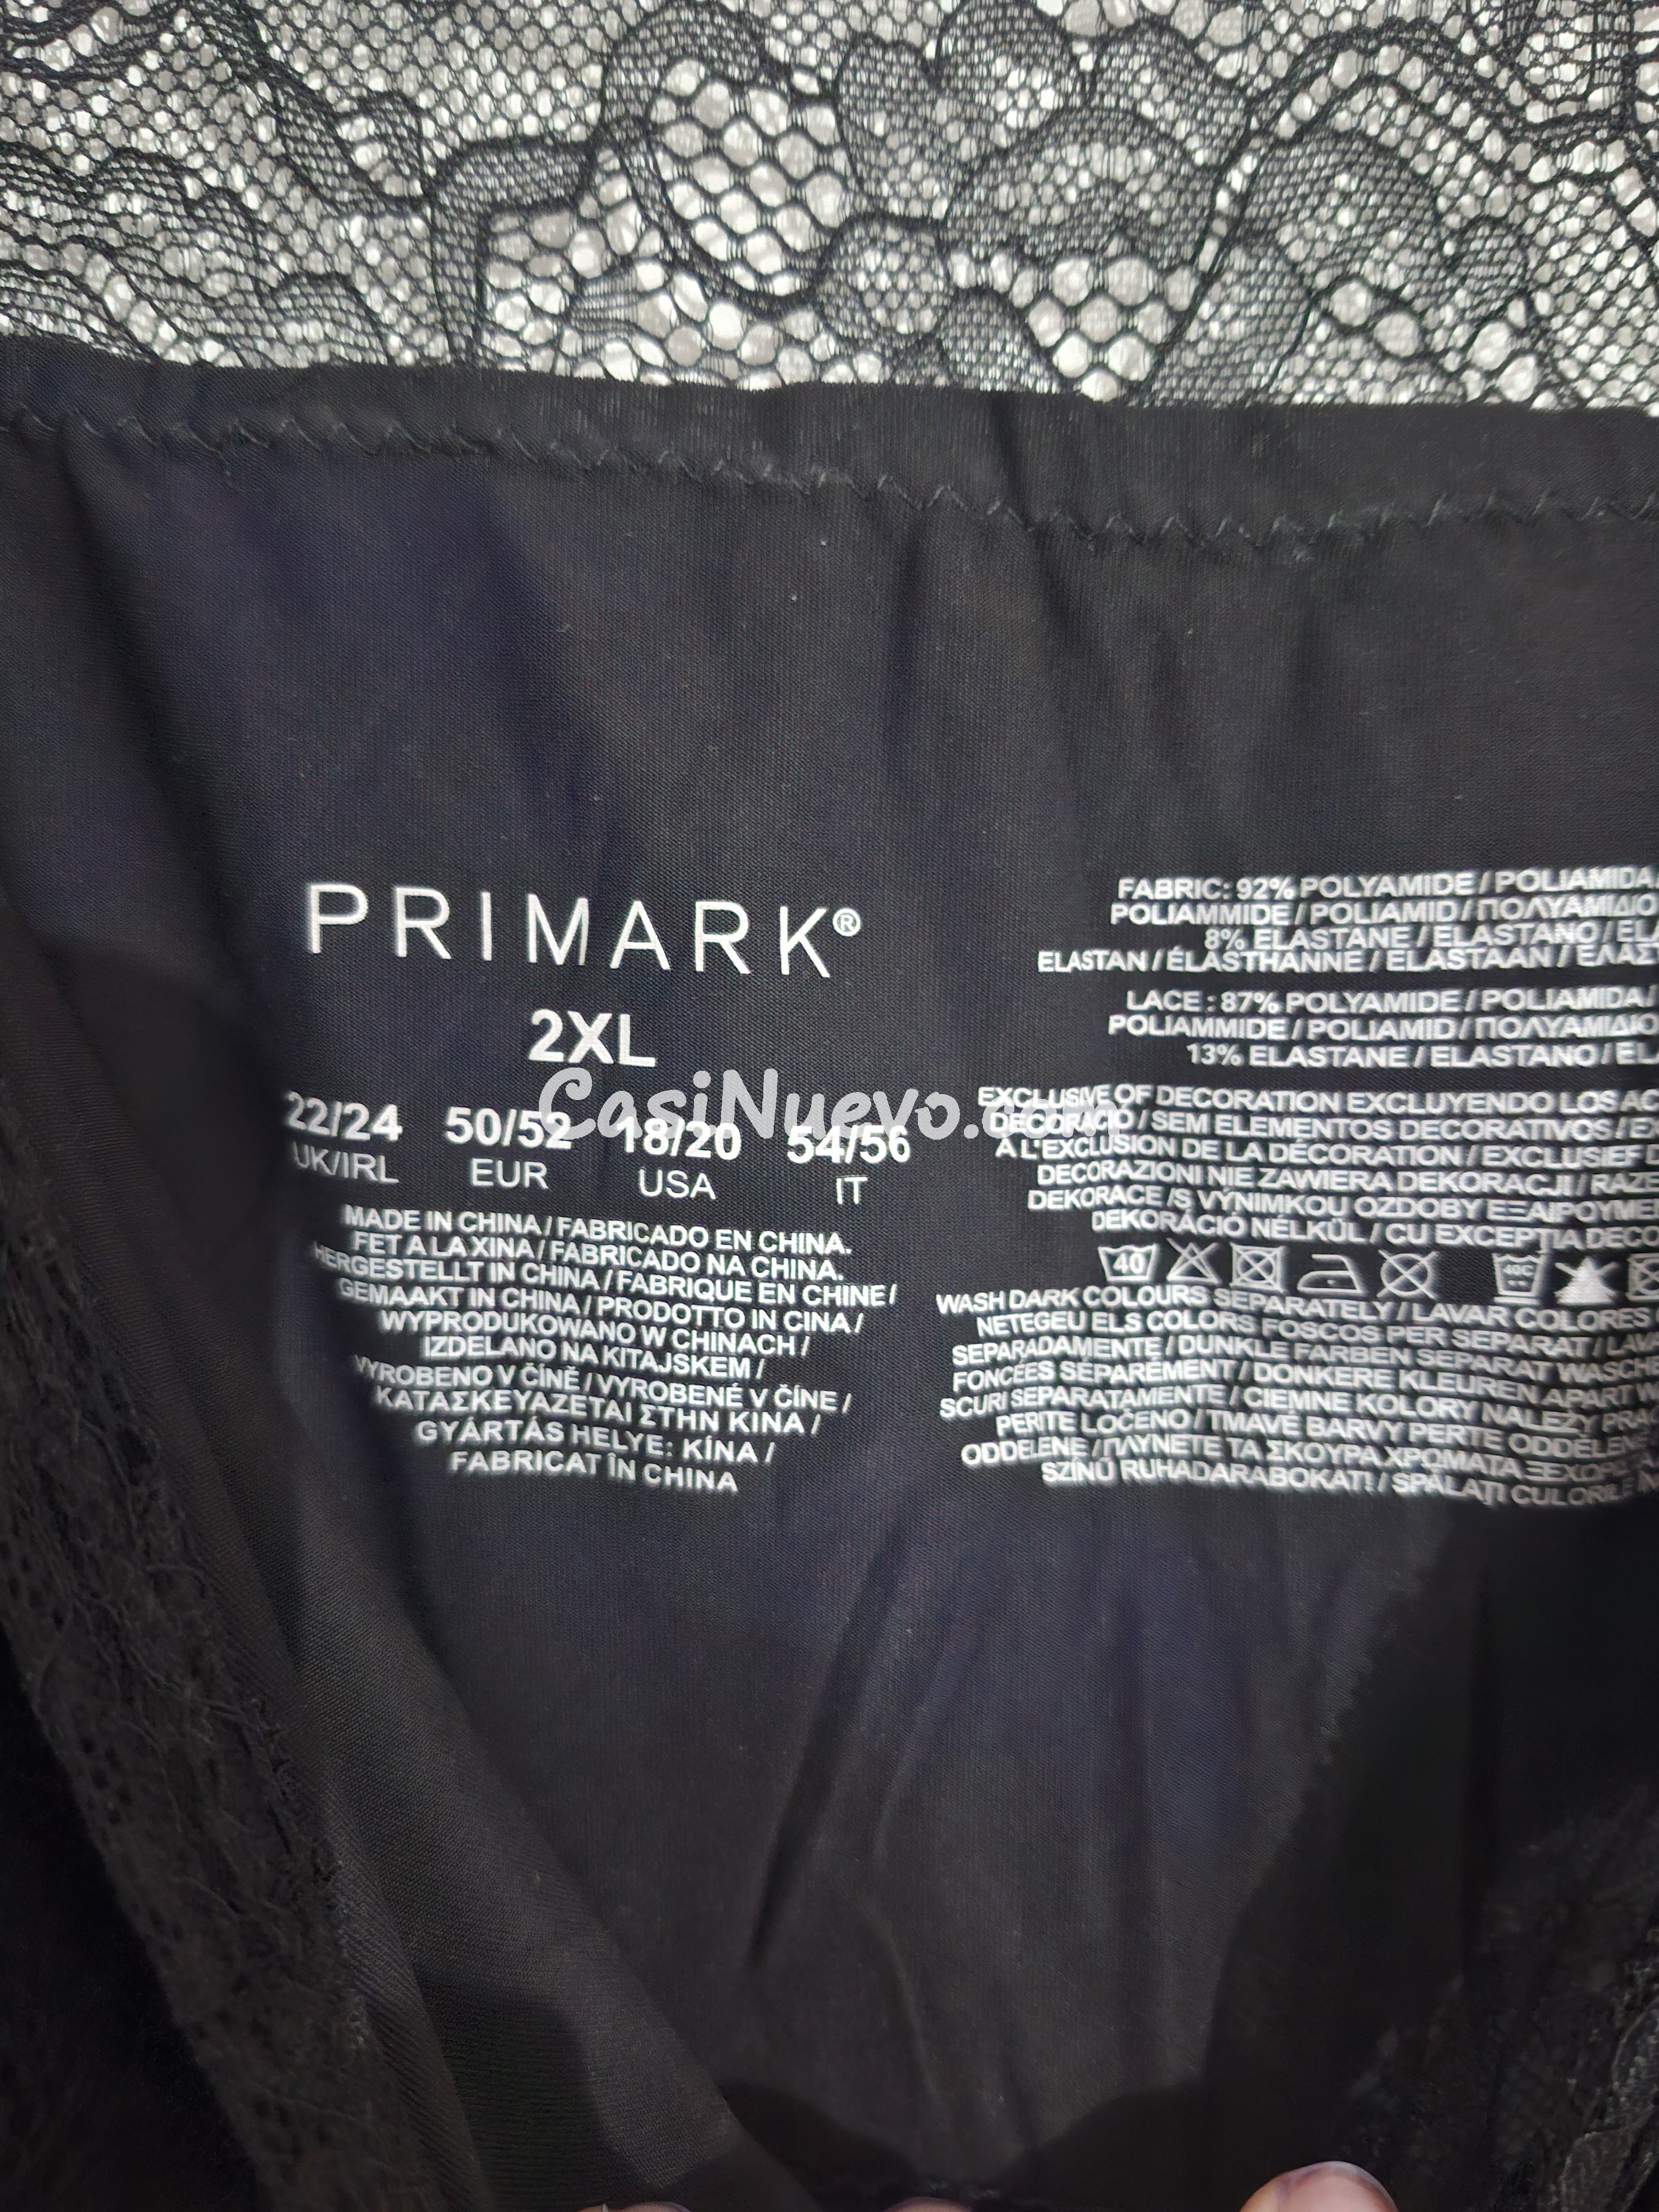 PRIMARK®
2XL
22/24 50/52 18/20 54/56
UK/IRL EUR USA IT
MADE IN CHINA / FABRICADO EN CHINA.
FET A LA XINA / FABRICADO NA CHINA.
HERGESTELLT IN CHINA / FABRIQUE EN CHINE /
GEMAAKT IN CHINA / PRODOTTO IN CINA /
WYPRODUKOWANO W CHINACH /
IZDELANO NA KITAJSKEM /
VYROBENO V ČÍNĚ / VYROBENÉ V ČÍNE /
ΚΑΤΑΣΚΕΥΑΖΕΤΑΙ ΣΤΗΝ ΚΙΝΑ /
GYÁRTÁS HELYE: KÍNA /
FABRICAT ÎN CHINA
FABRIC: 92% POLYAMIDE / POLIAMIDA
POLIAMMIDE / POLIAMID / ΠΟΛΥΑΜΙΔΙΟ
8% ELASTANE / ELASTANO /
ELASTAN / ÉLASTHANNE / ELASTAAN /
LACE : 87% POLYAMIDE / POLIAMIDA /
POLIAMMIDE / POLIAMID / ΠΟΛΥΑΜΙΔΙΟ
13% ELASTANE / ELASTANO /
EXCLUSIVE OF DECORATION EXCLUYENDO LOS
DECORACIÓ / SEM ELEMENTOS DECORATIVOS /
A L'EXCLUSION DE LA DÉCORATION / EXCLUSIEF
DECORAZIONI NIE ZAWIERA DEKORACJI /
DEKORACE /S VÝNIMKOU OZDOBY
DEKORÁCIÓ NÉLKÜL / CU EXCEPŢIA
40 40C
WASH DARK COLOURS SEPARATELY / LAVAR COLORES
NETEGEU ELS COLORS FOSCOS PER SEPARAT /
SEPARADAMENTE / DUNKLE FARBEN SEPARAT
FONCÉES SÉPARÉMENT / DONKERE KLEUREN APART
SCURI SEPARATAMENTE / CIEMNE KOLORY NALEŻY
PERITE LOČENO / TMAVÉ BARVY PERTE
ODDELENE / ΠΛΥΝΕΤΕ ΤΑ ΣΚΟΥΡΑ ΧΡΩΜΑΤΑ
SZÍNŰ RUHADARABOKAT! / SPĂLAŢI CULORILE
CasiNuevo.com